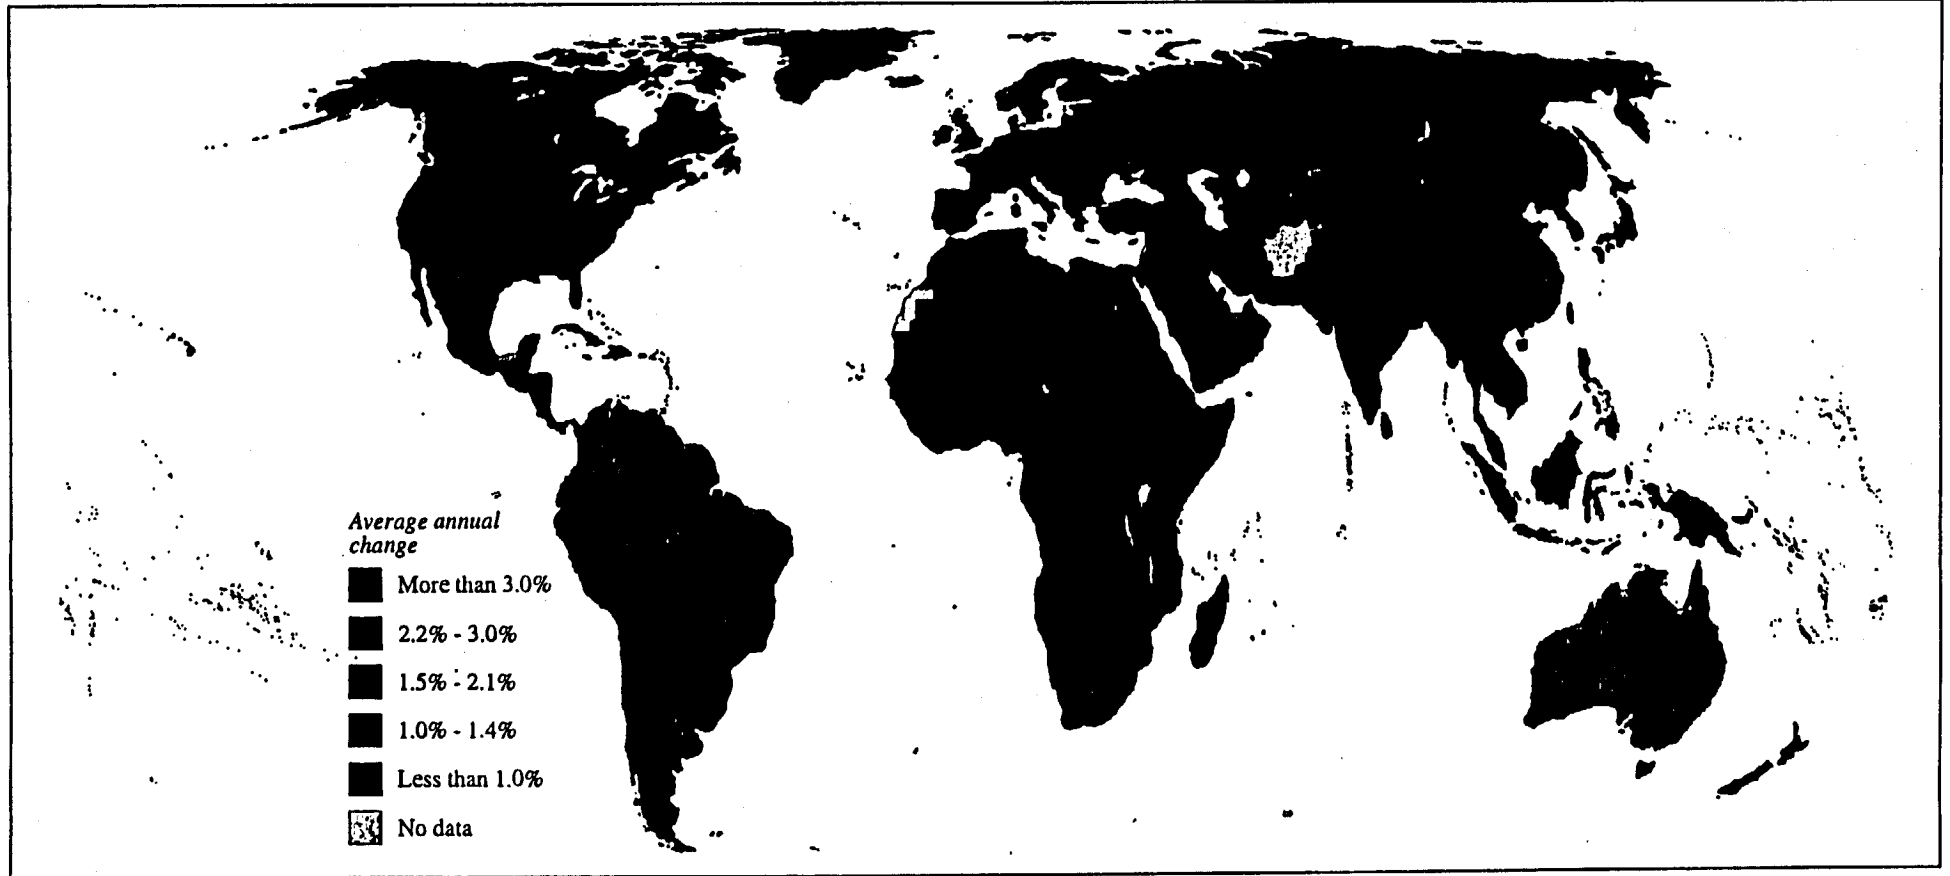 Average annual
change
More than 3.0%
2.2% - 3.0%
1.5% - 2.1%
1.0% - 1.4%
Less than 1.0%
No data